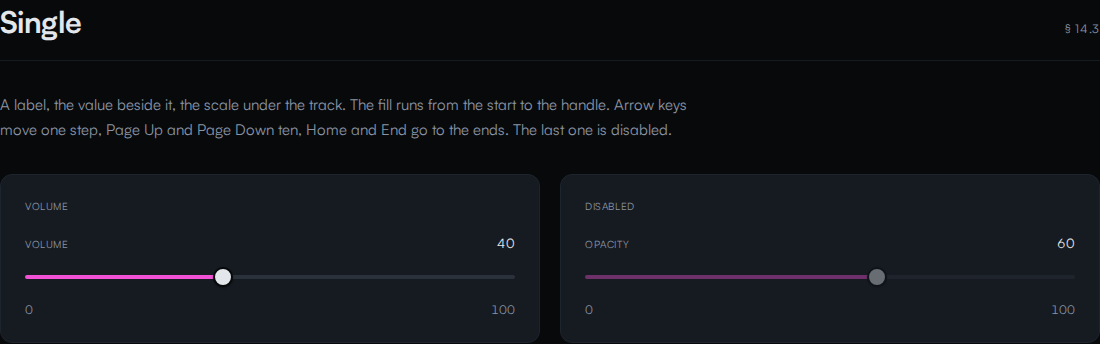 Single
§ 14.3
A label, the value beside it, the scale under the track. The fill runs from the start to the handle. Arrow keys
move one step, Page Up and Page Down ten, Home and End go to the ends. The last one is disabled.
VOLUME
VOLUME
40
0
100
DISABLED
OPACITY
60
0
100